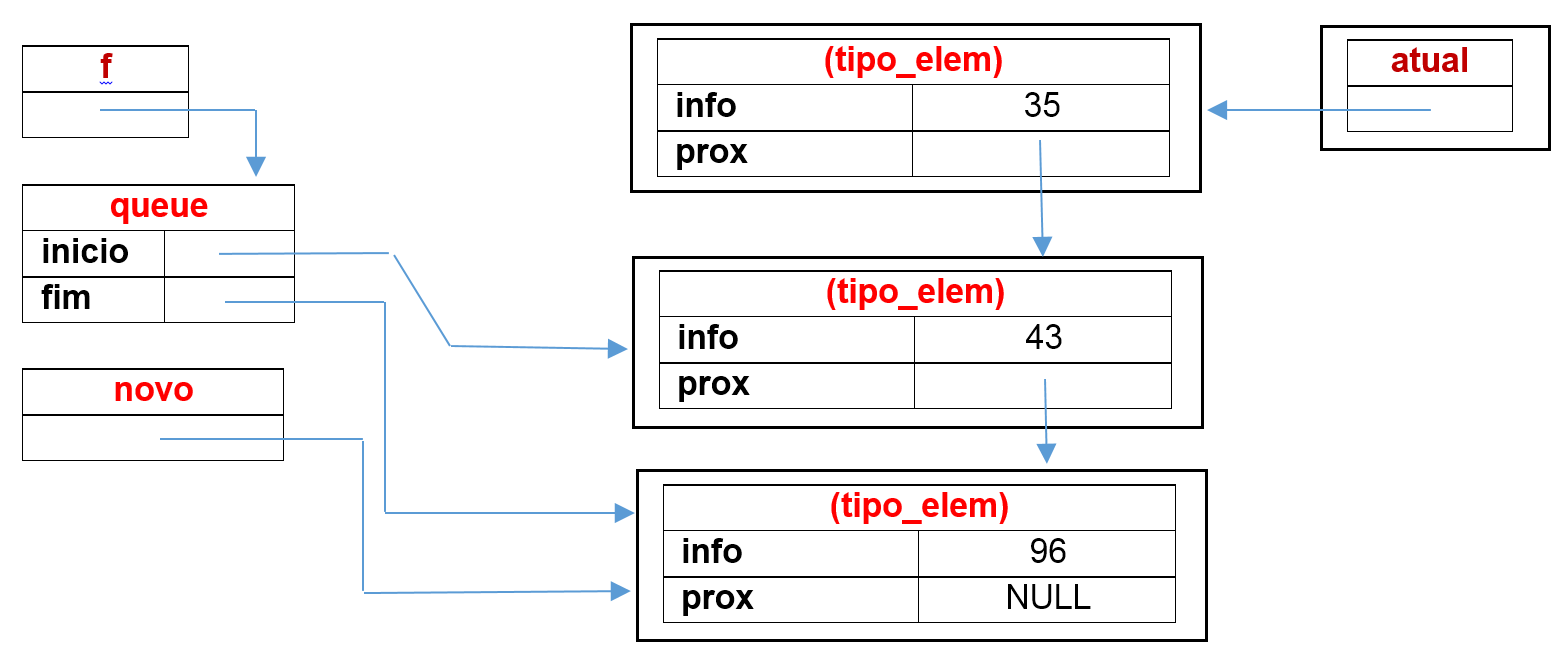 f
queue
inicio
fim
novo
(tipo_elem)
info 35
prox
atual
(tipo_elem)
info 43
prox
(tipo_elem)
info 96
prox NULL